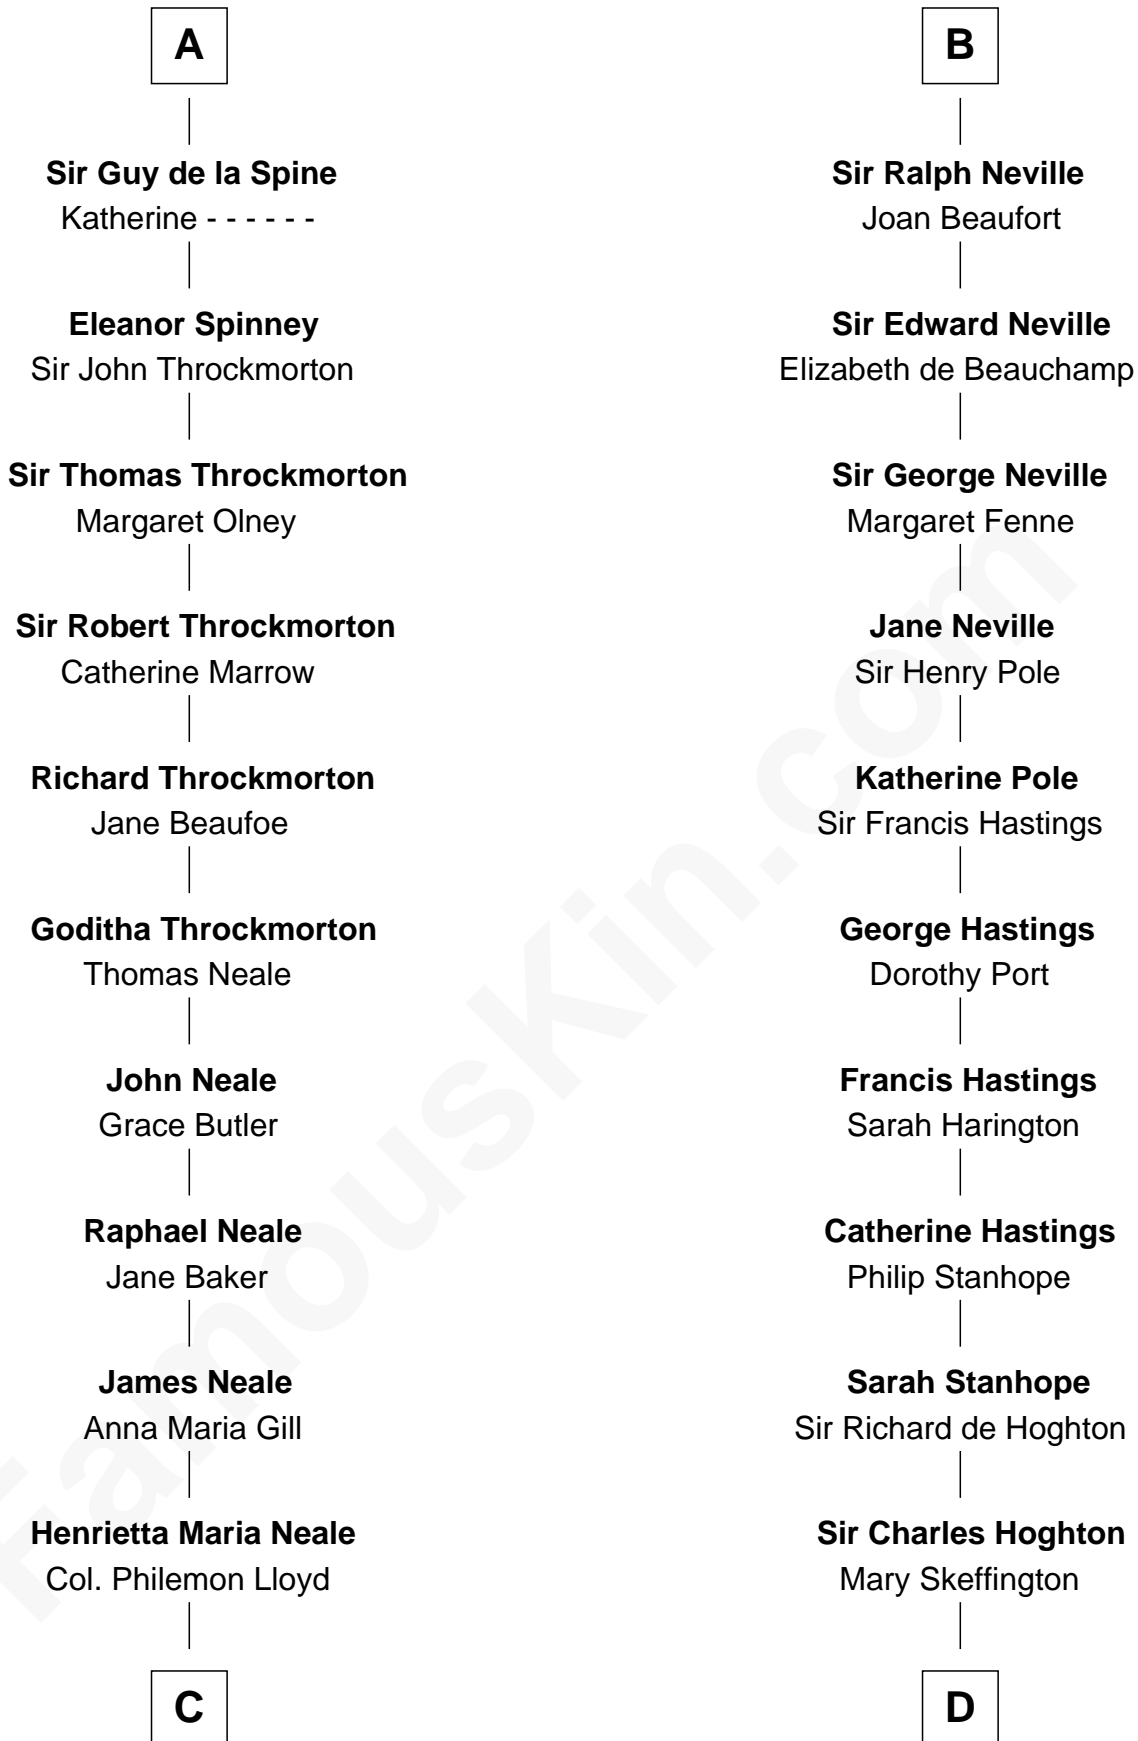 A
Sir Guy de la Spine
Katherine - - - - - -
Eleanor Spinney
Sir John Throckmorton
Sir Thomas Throckmorton
Margaret Olney
Sir Robert Throckmorton
Catherine Marrow
Richard Throckmorton
Jane Beaufoe
Goditha Throckmorton
Thomas Neale
John Neale
Grace Butler
Raphael Neale
Jane Baker
James Neale
Anna Maria Gill
Henrietta Maria Neale
Col. Philemon Lloyd
C
B
Sir Ralph Neville
Joan Beaufort
Sir Edward Neville
Elizabeth de Beauchamp
Sir George Neville
Margaret Fenne
Jane Neville
Sir Henry Pole
Katherine Pole
Sir Francis Hastings
George Hastings
Dorothy Port
Francis Hastings
Sarah Harington
Catherine Hastings
Philip Stanhope
Sarah Stanhope
Sir Richard de Hoghton
Sir Charles Hoghton
Mary Skeffington
D
FamousKin.com